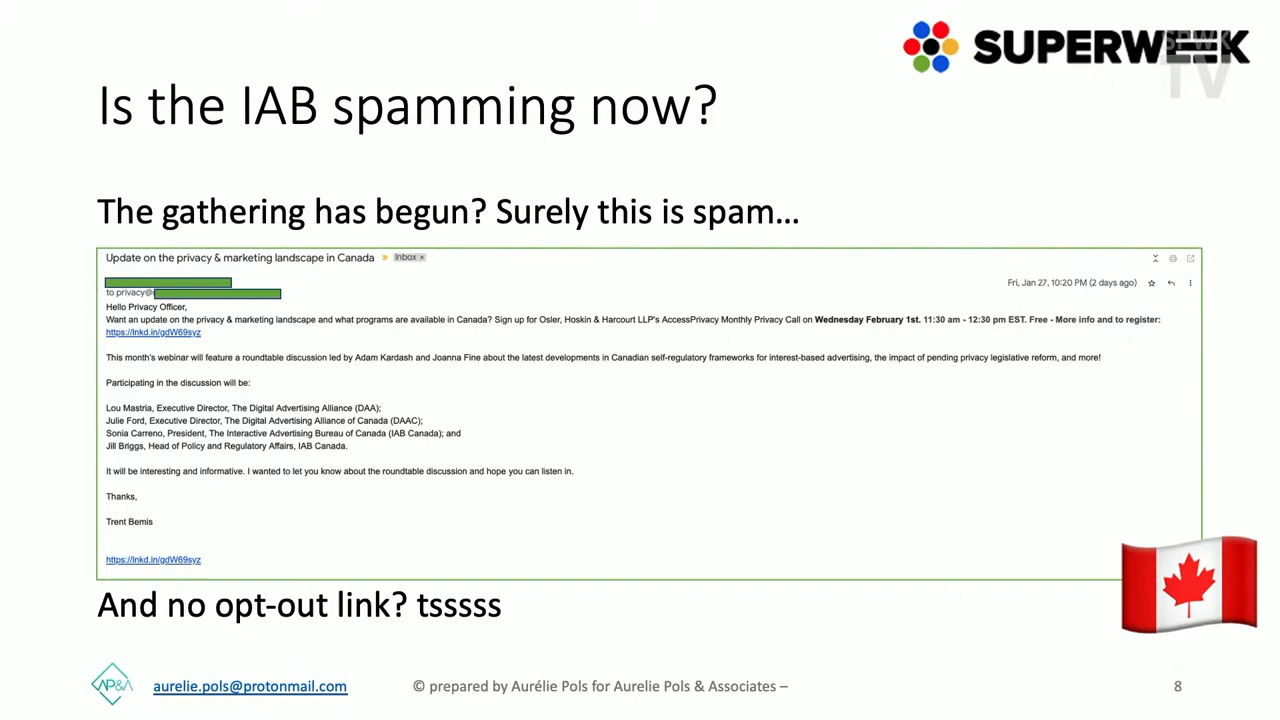 SUPERWEEK
SPWK
TV
Is the IAB spamming now?
The gathering has begun? Surely this is spam…
Update on the privacy & marketing landscape in Canada Inbox ×
Fri, Jan 27, 10:20 PM (2 days ago)
to privacy@
Hello Privacy Officer,
Want an update on the privacy & marketing landscape and what programs are available in Canada? Sign up for Osler, Hoskin & Harcourt LLP's AccessPrivacy Monthly Privacy Call on Wednesday February 1st. 11:30 am - 12:30 pm EST. Free - More info and to register:
https://lnkd.in/gdW69syz
This month's webinar will feature a roundtable discussion led by Adam Kardash and Joanna Fine about the latest developments in Canadian self-regulatory frameworks for interest-based advertising, the impact of pending privacy legislative reform, and more!
Participating in the discussion will be:
Lou Mastria, Executive Director, The Digital Advertising Alliance (DAA);
Julie Ford, Executive Director, The Digital Advertising Alliance of Canada (DAAC);
Sonia Carreno, President, The Interactive Advertising Bureau of Canada (IAB Canada); and
Jill Briggs, Head of Policy and Regulatory Affairs, IAB Canada.
It will be interesting and informative. I wanted to let you know about the roundtable discussion and hope you can listen in.
Thanks,
Trent Bemis
https://lnkd.in/gdW69syz
And no opt-out link? tsssss
AP&A
aurelie.pols@protonmail.com
© prepared by Aurélie Pols for Aurelie Pols & Associates –
8